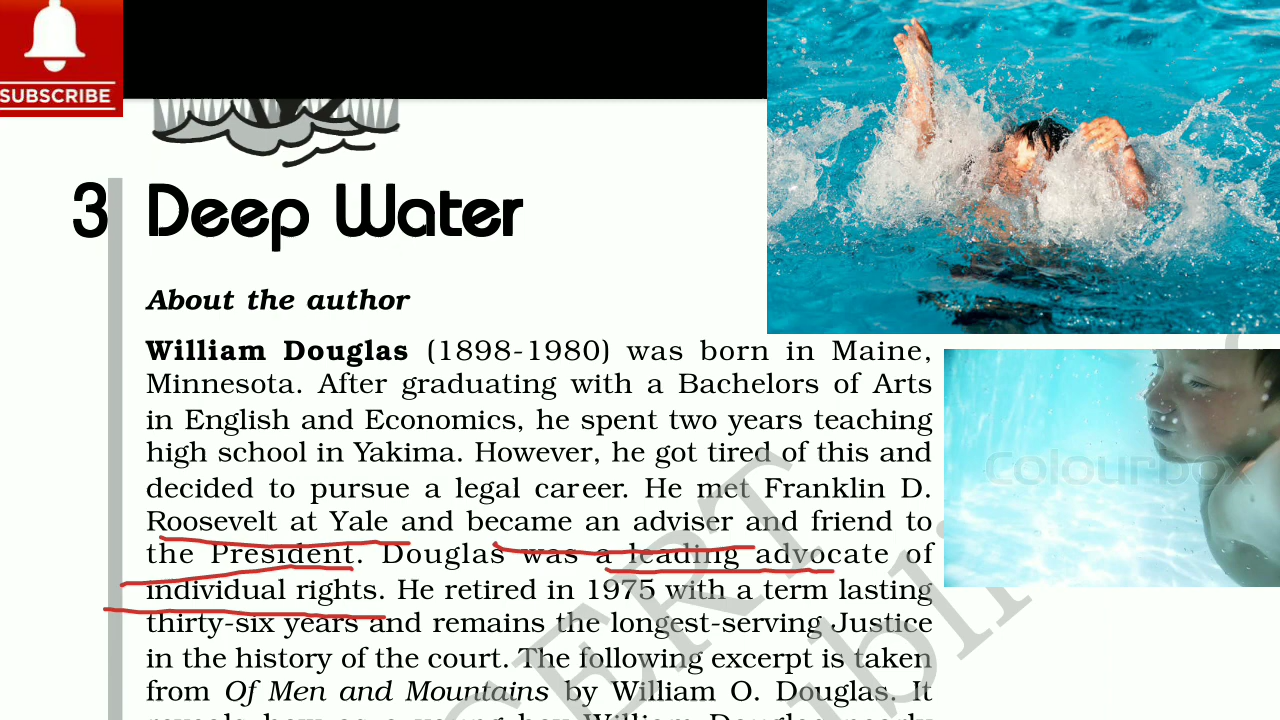 SUBSCRIBE
3 Deep Water
About the author
William Douglas (1898-1980) was born in Maine,
Minnesota. After graduating with a Bachelors of Arts
in English and Economics, he spent two years teaching
high school in Yakima. However, he got tired of this and
decided to pursue a legal career. He met Franklin D.
Roosevelt at Yale and became an adviser and friend to
the President. Douglas was a leading advocate of
individual rights. He retired in 1975 with a term lasting
thirty-six years and remains the longest-serving Justice
in the history of the court. The following excerpt is taken
from Of Men and Mountains by William O. Douglas. It
colourbox